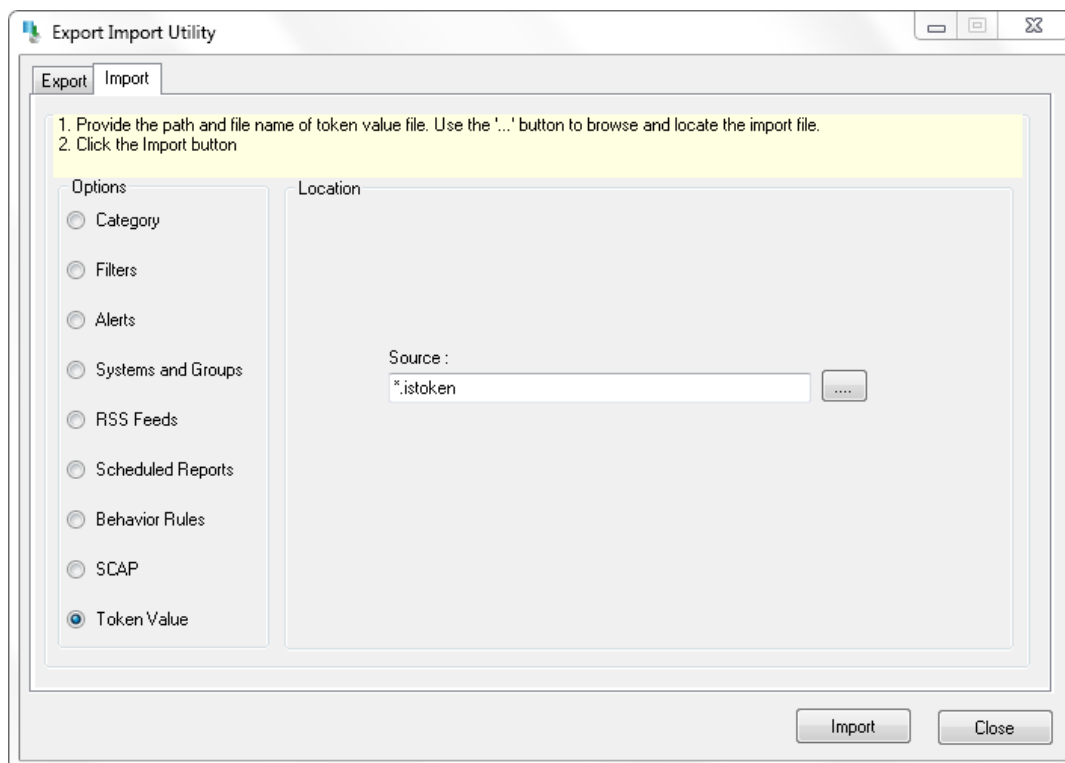 Export Import Utility
Export
Import
1. Provide the path and file name of token value file. Use the '...' button to browse and locate the import file.
2. Click the Import button
Options
Category
Filters
Alerts
Systems and Groups
RSS Feeds
Scheduled Reports
Behavior Rules
SCAP
Token Value
Location
Source :
*.istoken
....
Import
Close